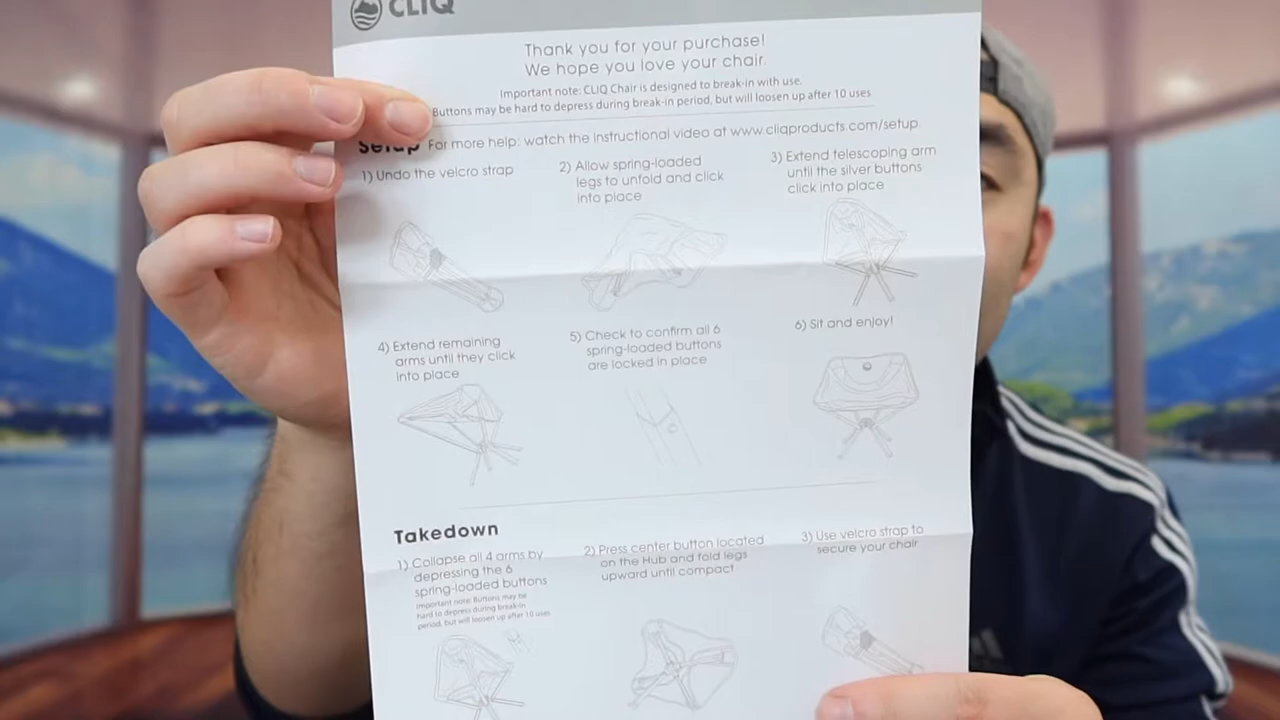 CLIQ
Thank you for your purchase!
We hope you love your chair.
Important note: CLIQ Chair is designed to break-in with use.
Buttons may be hard to depress during break-in period, but will loosen up after 10 uses
Setup For more help: watch the instructional video at www.cliqproducts.com/setup
1) Undo the velcro strap
2) Allow spring-loaded
legs to unfold and click
into place
3) Extend telescoping arm
until the silver buttons
click into place
4) Extend remaining
arms until they click
into place
5) Check to confirm all 6
spring-loaded buttons
are locked in place
6) Sit and enjoy!
Takedown
1) Collapse all 4 arms by
depressing the 6
spring-loaded buttons
Important note: Buttons may be
hard to depress during break-in
period, but will loosen up after 10 uses
2) Press center button located
on the Hub and fold legs
upward until compact
3) Use velcro strap to
secure your chair